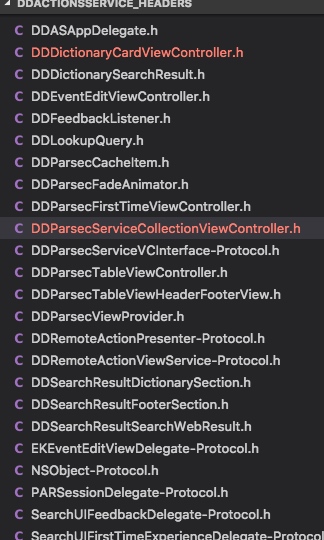 DDACTIONSSERVICE_HEADERS
C DDASAppDelegate.h
C DDDictionaryCardViewController.h
C DDDictionarySearchResult.h
C DDEventEditViewController.h
C DDFeedbackListener.h
C DDLookupQuery.h
C DDParsecCacheItem.h
C DDParsecFadeAnimator.h
C DDParsecFirstTimeViewController.h
C DDParsecServiceCollectionViewController.h
C DDParsecServiceVCInterface-Protocol.h
C DDParsecTableViewController.h
C DDParsecTableViewHeaderFooterView.h
C DDParsecViewProvider.h
C DDRemoteActionPresenter-Protocol.h
C DDRemoteActionViewService-Protocol.h
C DDSearchResultDictionarySection.h
C DDSearchResultFooterSection.h
C DDSearchResultSearchWebResult.h
C EKEventEditViewDelegate-Protocol.h
C NSObject-Protocol.h
C PARSessionDelegate-Protocol.h
C SearchUIFeedbackDelegate-Protocol.h
C SearchUIFirstTimeExperienceDelegate-Protocol.h